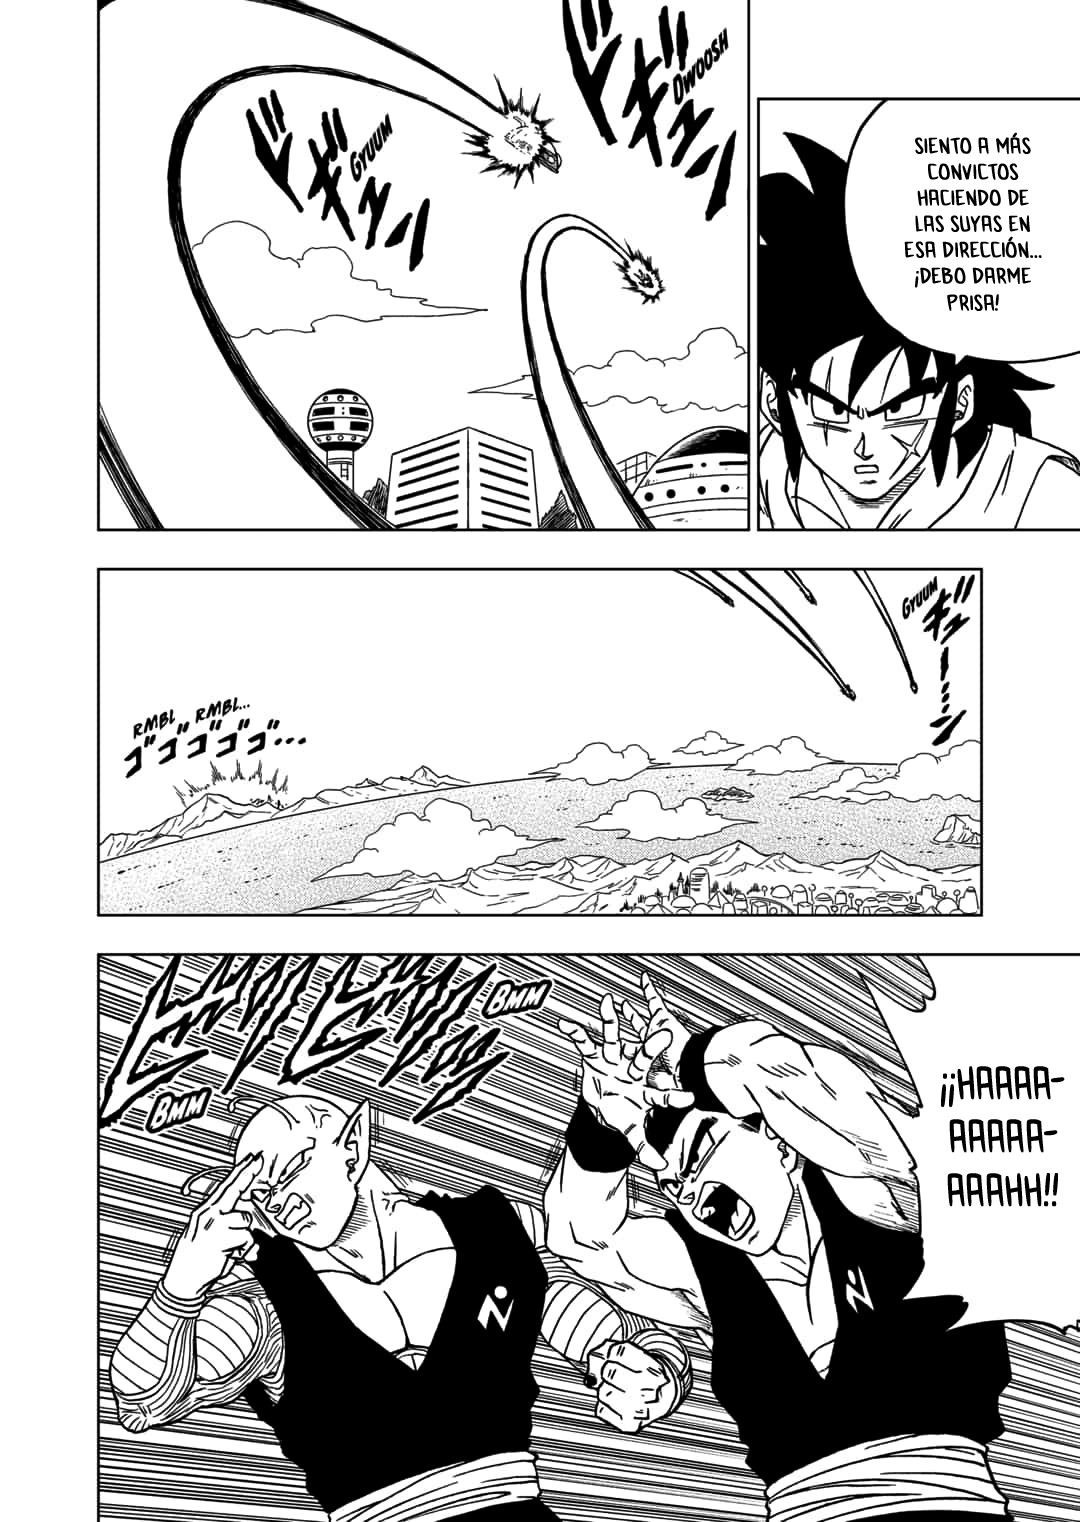 SIENTO A MÁS
CONVICTOS
HACIENDO DE
LAS SUYAS EN
ESA DIRECCIÓN...
¡DEBO DARME
PRISA!
ドギュン
DWOOSH
ドギュン
GYUUM
ギューーン
GYUUM
RMBL RMBL...
ゴゴゴゴゴ...
BMM
BMM
¡¡HAAAA-
AAAAA-
AAAHH!!